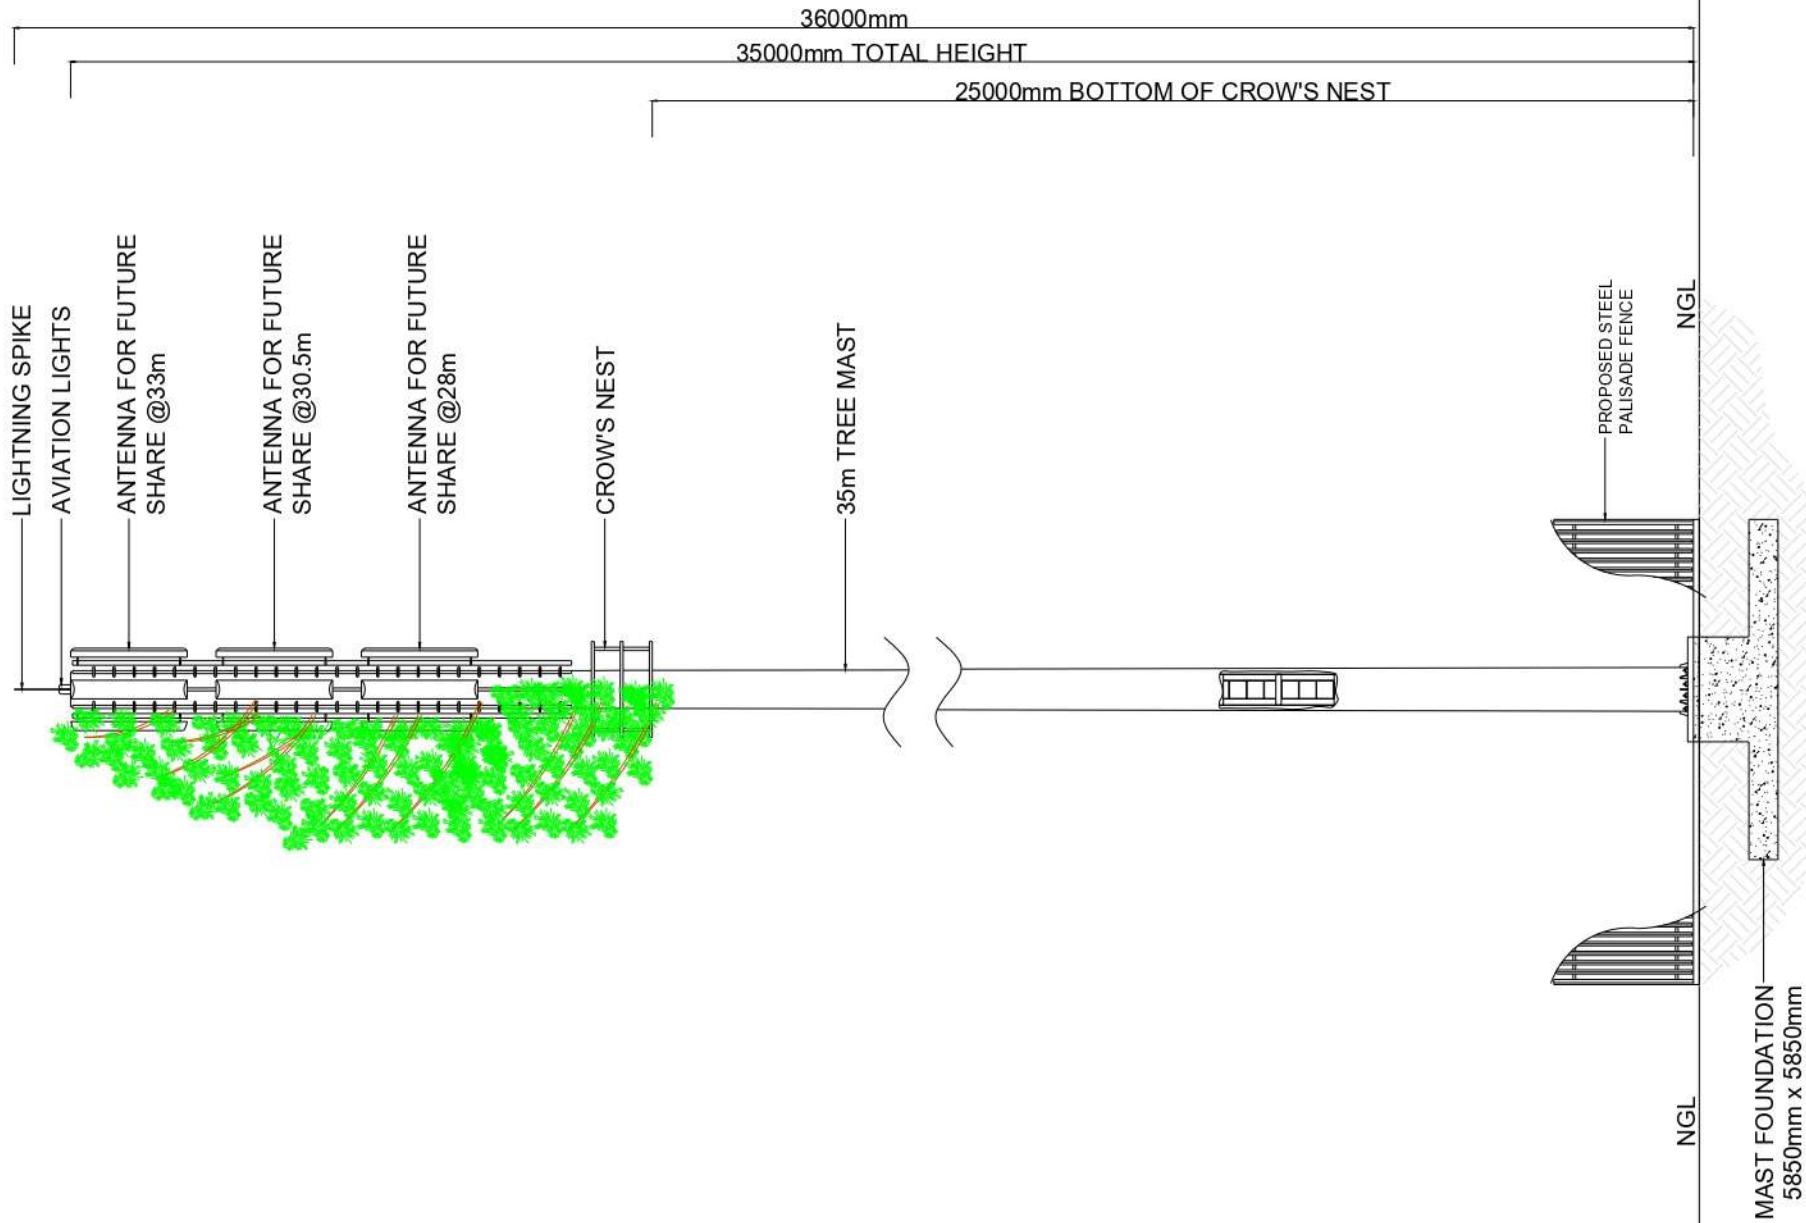 36000mm
35000mm TOTAL HEIGHT
25000mm BOTTOM OF CROW'S NEST
LIGHTNING SPIKE
AVIATION LIGHTS
ANTENNA FOR FUTURE
SHARE @33m
ANTENNA FOR FUTURE
SHARE @30.5m
ANTENNA FOR FUTURE
SHARE @28m
CROW'S NEST
35m TREE MAST
PROPOSED STEEL
PALISADE FENCE
NGL
NGL
MAST FOUNDATION
5850mm x 5850mm